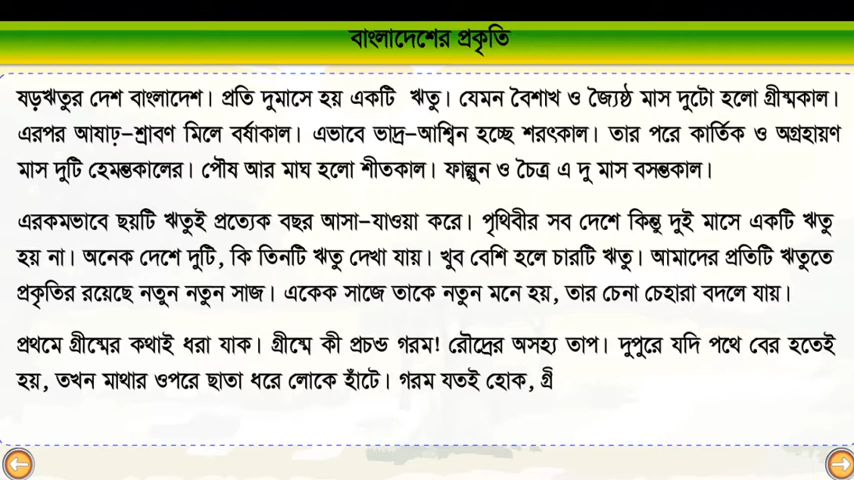 বাংলাদেশের প্রকৃতি
ষড়ঋতুর দেশ বাংলাদেশ। প্রতি দুমাসে হয় একটি ঋতু। যেমন বৈশাখ ও জ্যৈষ্ঠ মাস দুটো হলো গ্রীষ্মকাল।
এরপর আষাঢ়-শ্রাবণ মিলে বর্ষাকাল। এভাবে ভাদ্র-আশ্বিন হচ্ছে শরৎকাল। তার পরে কার্তিক ও অগ্রহায়ণ
মাস দুটি হেমন্তকালের। পৌষ আর মাঘ হলো শীতকাল। ফাল্গুন ও চৈত্র এ দু মাস বসন্তকাল।
এরকমভাবে ছয়টি ঋতুই প্রত্যেক বছর আসা-যাওয়া করে। পৃথিবীর সব দেশে কিন্তু দুই মাসে একটি ঋতু
হয় না। অনেক দেশে দুটি, কি তিনটি ঋতু দেখা যায়। খুব বেশি হলে চারটি ঋতু। আমাদের প্রতিটি ঋতুতে
প্রকৃতির রয়েছে নতুন নতুন সাজ। একেক সাজে তাকে নতুন মনে হয়, তার চেনা চেহারা বদলে যায়।
প্রথমে গ্রীষ্মের কথাই ধরা যাক। গ্রীষ্মে কী প্রচন্ড গরম! রৌদ্রের অসহ্য তাপ। দুপুরে যদি পথে বের হতেই
হয়, তখন মাথার ওপরে ছাতা ধরে লোকে হাঁটে। গরম যতই হোক, গ্রী